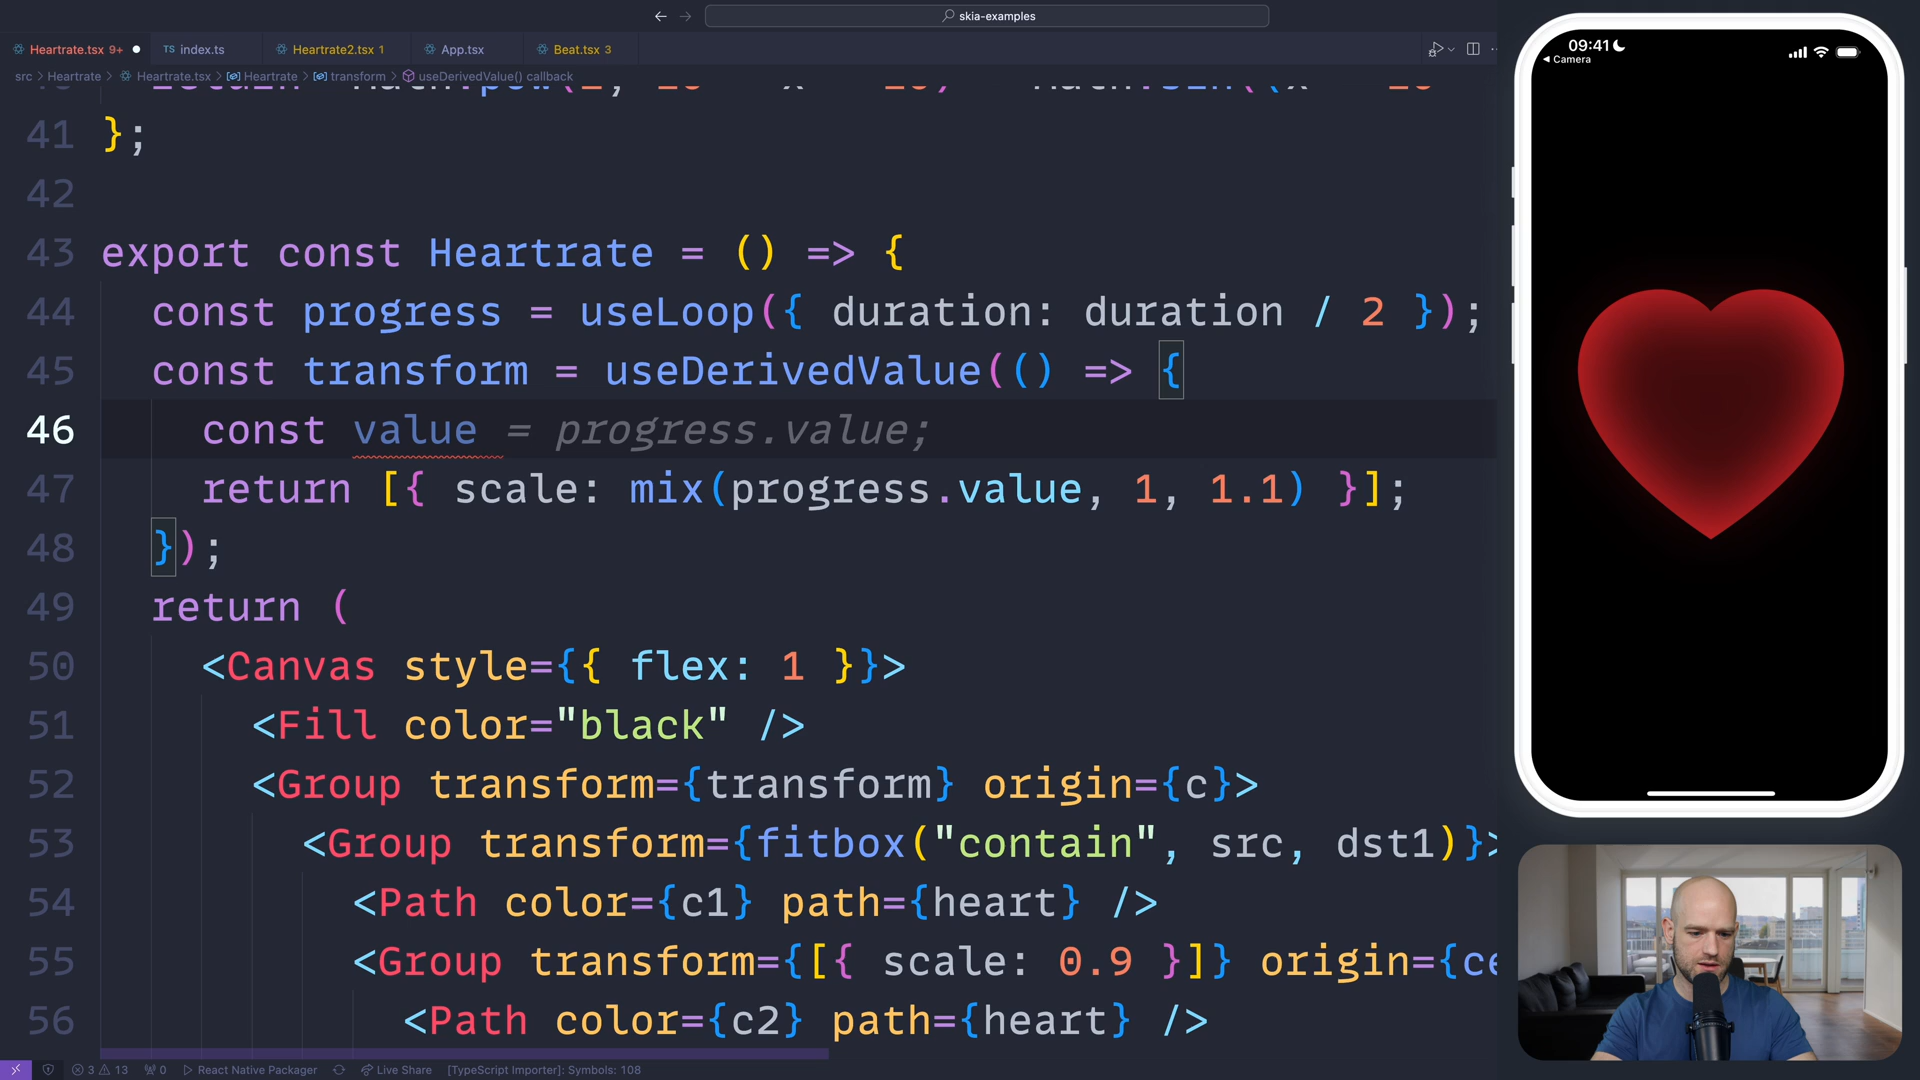 skia-examples
Heartrate.tsx 9+
TS index.ts
Heartrate2.tsx 1
App.tsx
Beat.tsx 3
src > Heartrate > Heartrate.tsx > Heartrate > transform > useDerivedValue() callback
41 };
42
43 export const Heartrate = () => {
44 const progress = useLoop({ duration: duration / 2 });
45 const transform = useDerivedValue(() => {
46 const value = progress.value;
47 return [{ scale: mix(progress.value, 1, 1.1) }];
48 });
49 return (
50 <Canvas style={{ flex: 1 }}>
51 <Fill color="black" />
52 <Group transform={transform} origin={c}>
53 <Group transform={fitbox("contain", src, dst1)}>
54 <Path color={c1} path={heart} />
55 <Group transform={[{ scale: 0.9 }]} origin={ce
56 <Path color={c2} path={heart} />
3 13 0 React Native Packager Live Share [TypeScript Importer]: Symbols: 108
09:41
Camera